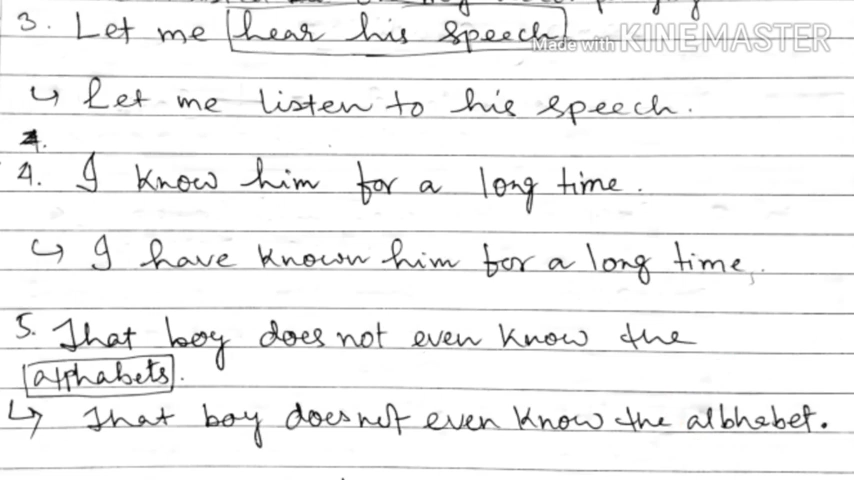 3. Let me hear his speech
Made with KINEMASTER
↳ Let me listen to his speech.
4.
4. I know him for a long time.
↳ I have known him for a long time.
5. That boy does not even know the
alphabets.
↳ That boy does not even know the albhabet.